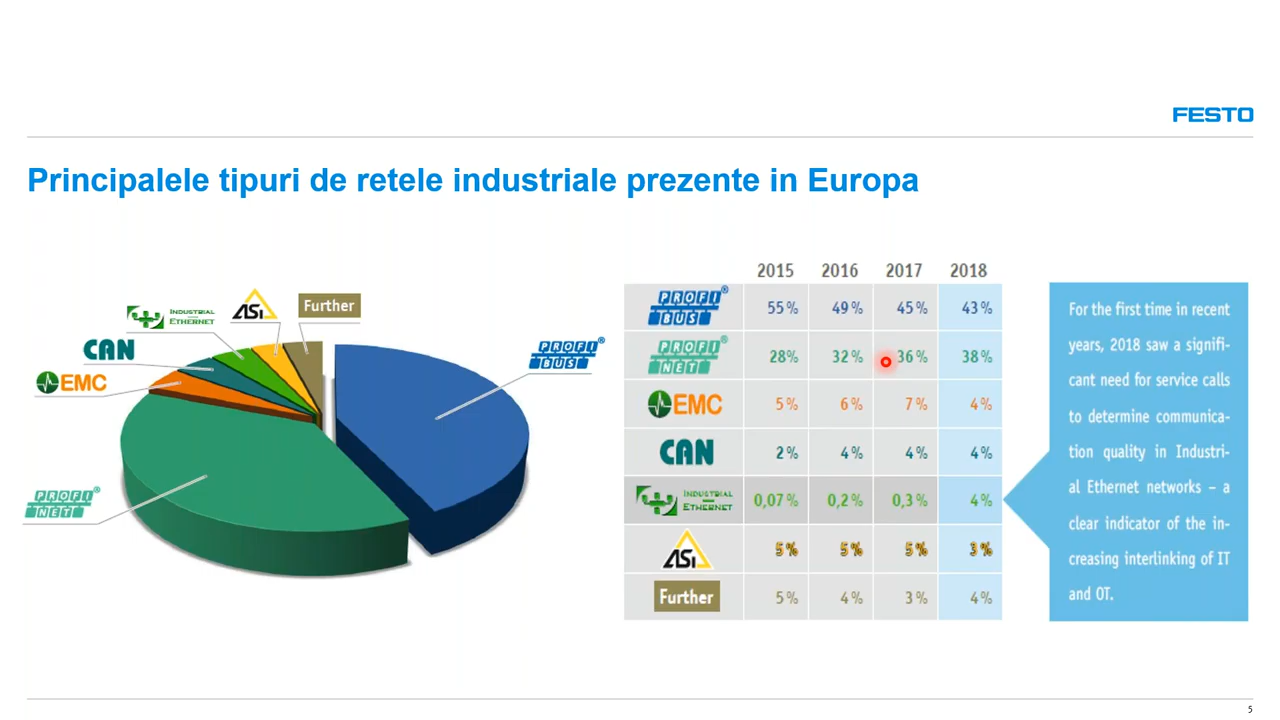 FESTO
Principalele tipuri de retele industriale prezente in Europa
Further
ASi
INDUSTRIAL
ETHERNET
CAN
EMC
PROFI
BUS
PROFI
NET
2015 2016 2017 2018
PROFI BUS 55% 49% 45% 43%
PROFI NET 28% 32% 36% 38%
EMC 5% 6% 7% 4%
CAN 2% 4% 4% 4%
INDUSTRIAL ETHERNET 0,07% 0,2% 0,3% 4%
ASi 5% 5% 5% 3%
Further 5% 4% 3% 4%
For the first time in recent
years, 2018 saw a signifi-
cant need for service calls
to determine communica-
tion quality in Industri-
al Ethernet networks – a
clear indicator of the in-
creasing interlinking of IT
and OT.
5